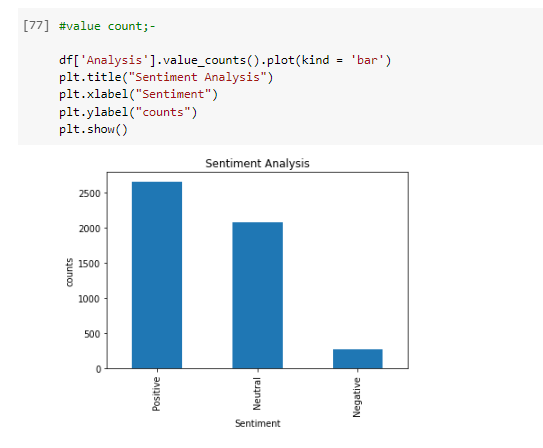 [77] #value count;-
df['Analysis'].value_counts().plot(kind = 'bar')
plt.title("Sentiment Analysis")
plt.xlabel("Sentiment")
plt.ylabel("counts")
plt.show()
Sentiment Analysis
2500
2000
1500
1000
500
0
counts
Positive
Neutral
Negative
Sentiment